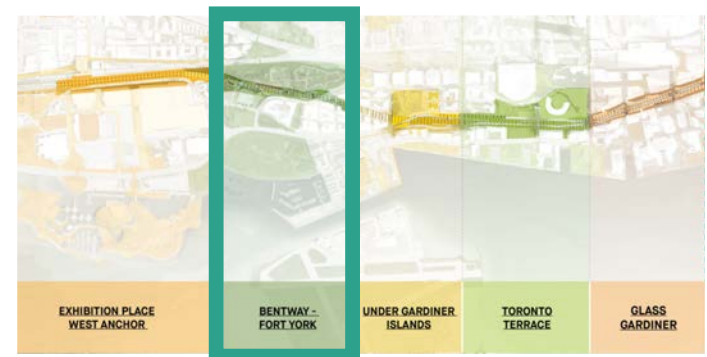 EXHIBITION PLACE
WEST ANCHOR
BENTWAY -
FORT YORK
UNDER GARDINER
ISLANDS
TORONTO
TERRACE
GLASS
GARDINER